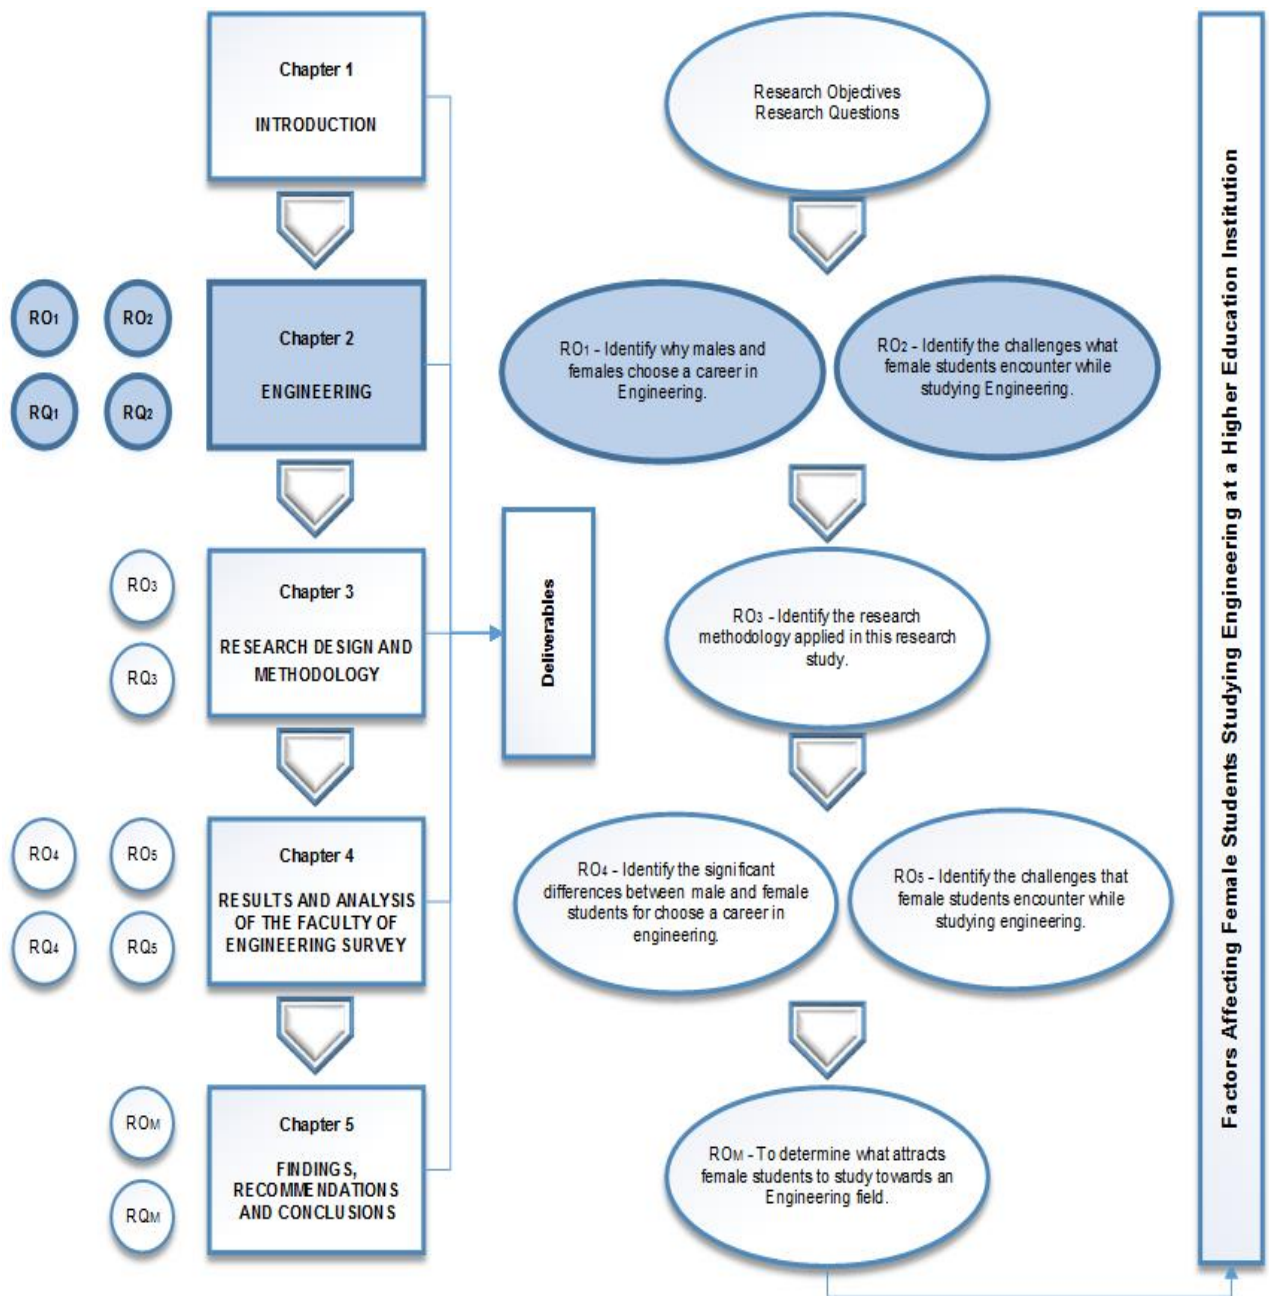 Chapter 1
INTRODUCTION
Research Objectives
Research Questions
RO1
RO2
RQ1
RQ2
Chapter 2
ENGINEERING
RO1 - Identify why males and
females choose a career in
Engineering.
RO2 - Identify the challenges what
female students encounter while
studying Engineering.
RO3
RQ3
Chapter 3
RESEARCH DESIGN AND
METHODOLOGY
Deliverables
RO3 - Identify the research
methodology applied in this research
study.
RO4
RO5
RQ4
RQ5
Chapter 4
RESULTS AND ANALYSIS
OF THE FACULTY OF
ENGINEERING SURVEY
RO4 - Identify the significant
differences between male and female
students for choose a career in
engineering.
RO5 - Identify the challenges that
female students encounter while
studying engineering.
ROM
RQM
Chapter 5
FINDINGS,
RECOMMENDATIONS
AND CONCLUSIONS
ROM - To determine what attracts
female students to study towards an
Engineering field.
Factors Affecting Female Students Studying Engineering at a Higher Education Institution